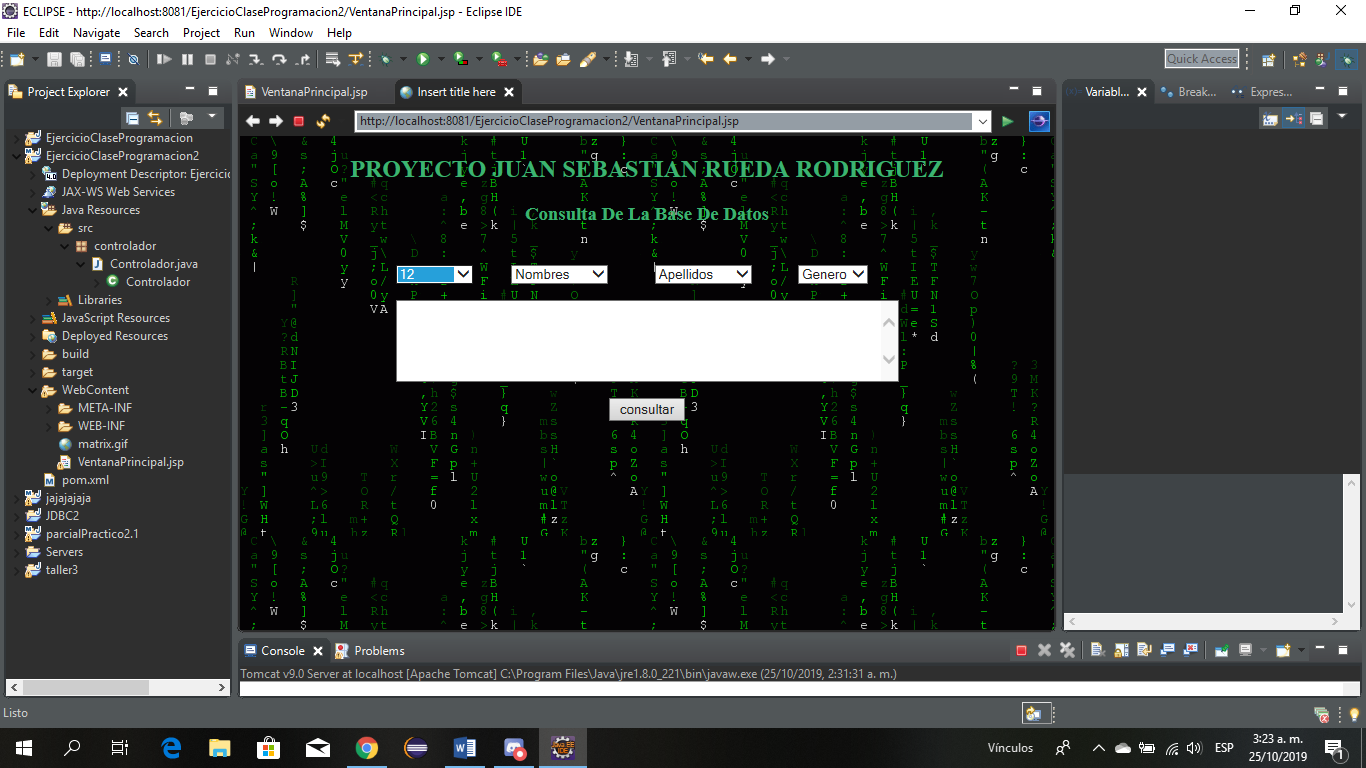 ECLIPSE - http://localhost:8081/EjercicioClaseProgramacion2/VentanaPrincipal.jsp - Eclipse IDE
File Edit Navigate Search Project Run Window Help
Quick Access
Project Explorer
VentanaPrincipal.jsp
Insert title here
Variabl...
Break...
Expres...
http://localhost:8081/EjercicioClaseProgramacion2/VentanaPrincipal.jsp
EjercicioClaseProgramacion
EjercicioClaseProgramacion2
Deployment Descriptor: Ejercicio
JAX-WS Web Services
Java Resources
src
controlador
Controlador.java
Controlador
Libraries
JavaScript Resources
Deployed Resources
build
target
WebContent
META-INF
WEB-INF
matrix.gif
VentanaPrincipal.jsp
pom.xml
jajajajaja
JDBC2
parcialPractico2.1
Servers
taller3
PROYECTO JUAN SEBASTIAN RUEDA RODRIGUEZ
Consulta De La Base De Datos
12 Nombres Apellidos Genero
consultar
Console Problems
Tomcat v9.0 Server at localhost [Apache Tomcat] C:\Program Files\Java\jre1.8.0_221\bin\javaw.exe (25/10/2019, 2:31:31 a. m.)
Listo
Vínculos
ESP
3:23 a. m.
25/10/2019
1